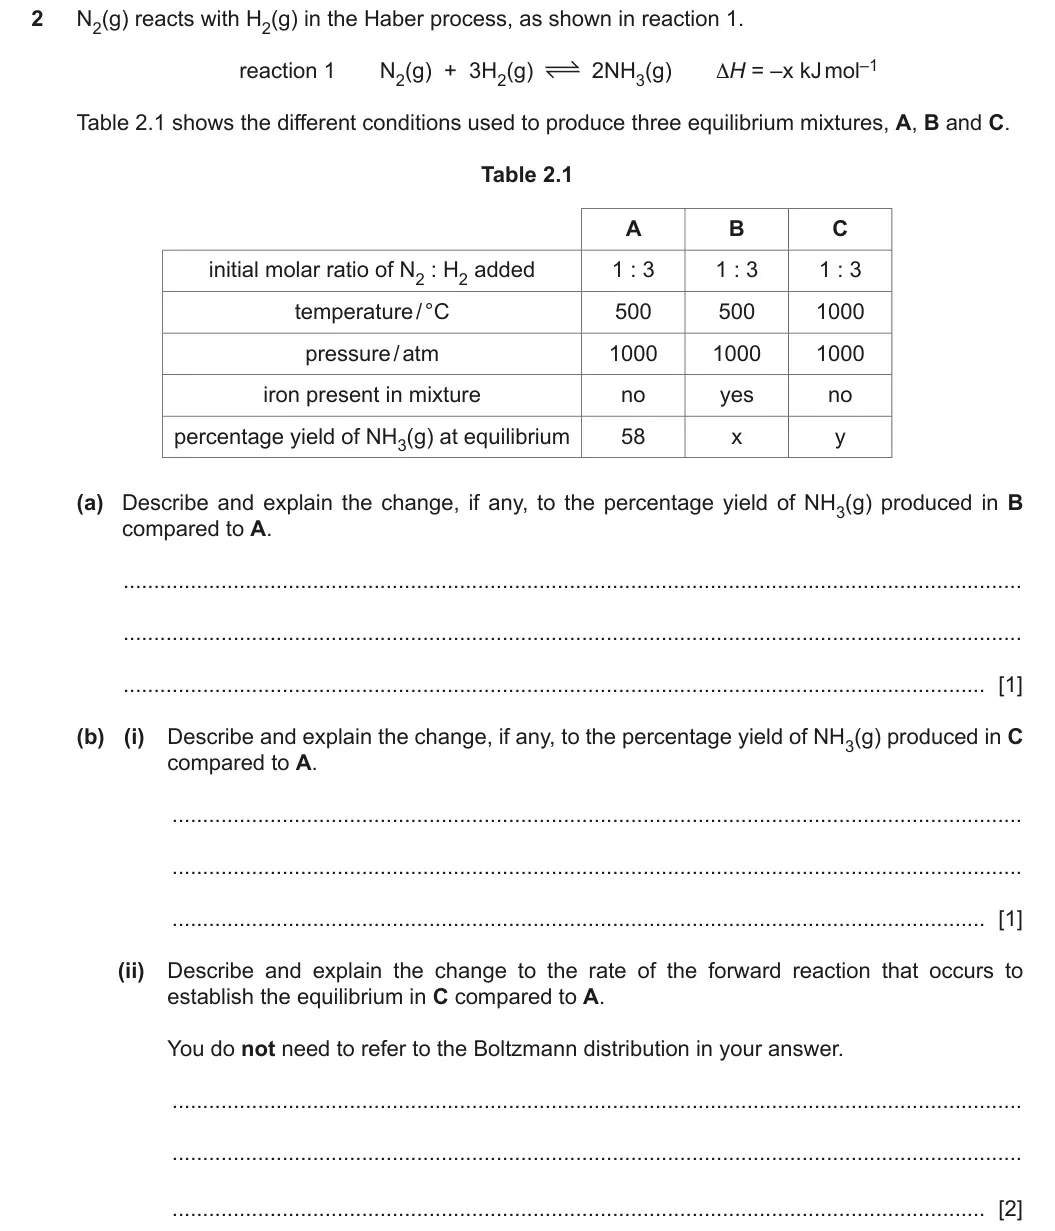 2 N₂(g) reacts with H₂(g) in the Haber process, as shown in reaction 1.
reaction 1 N₂(g) + 3H₂(g) ⇌ 2NH₃(g) ΔH = –x kJ mol⁻¹
Table 2.1 shows the different conditions used to produce three equilibrium mixtures, A, B and C.
Table 2.1
A B C
initial molar ratio of N₂ : H₂ added 1 : 3 1 : 3 1 : 3
temperature / °C 500 500 1000
pressure / atm 1000 1000 1000
iron present in mixture no yes no
percentage yield of NH₃(g) at equilibrium 58 x y
(a) Describe and explain the change, if any, to the percentage yield of NH₃(g) produced in B
compared to A.
[1]
(b) (i) Describe and explain the change, if any, to the percentage yield of NH₃(g) produced in C
compared to A.
[1]
(ii) Describe and explain the change to the rate of the forward reaction that occurs to
establish the equilibrium in C compared to A.
You do not need to refer to the Boltzmann distribution in your answer.
[2]